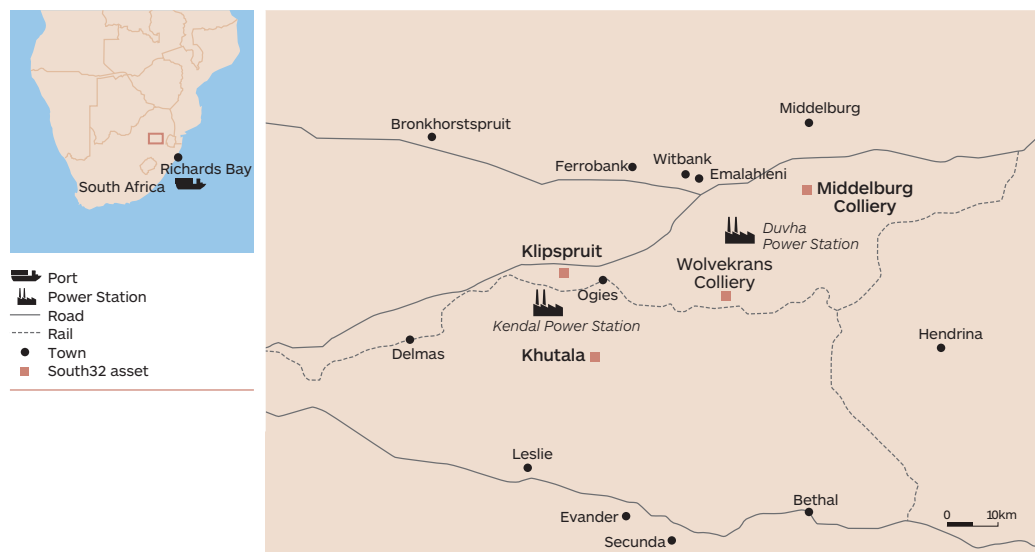 Richards Bay
South Africa
Port
Power Station
Road
Rail
Town
South32 asset
Middelburg
Bronkhorstspruit
Ferrobank
Witbank
Emalahleni
Middelburg
Colliery
Duvha
Power Station
Klipspruit
Wolvekrans
Colliery
Ogies
Kendal Power Station
Delmas
Khutala
Hendrina
Leslie
Evander
Secunda
Bethal
0 10km